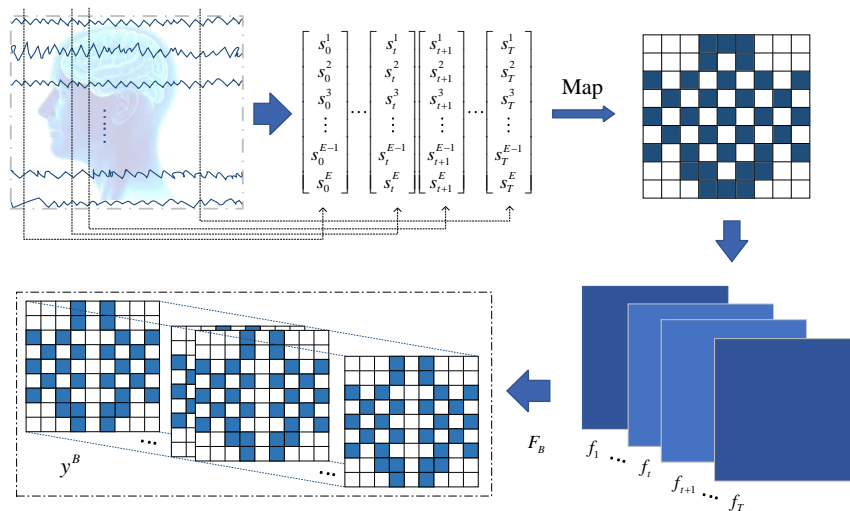 s_0^1 s_t^1 s_{t+1}^1 s_T^1
s_0^2 s_t^2 s_{t+1}^2 s_T^2
s_0^3 s_t^3 s_{t+1}^3 s_T^3
⋮ ⋮ ⋮ ⋮
... ...
s_0^{E-1} s_t^{E-1} s_{t+1}^{E-1} s_T^{E-1}
s_0^E s_t^E s_{t+1}^E s_T^E
Map
F_B
f_1 ... f_t
f_{t+1} ... f_T
...
y^B
...